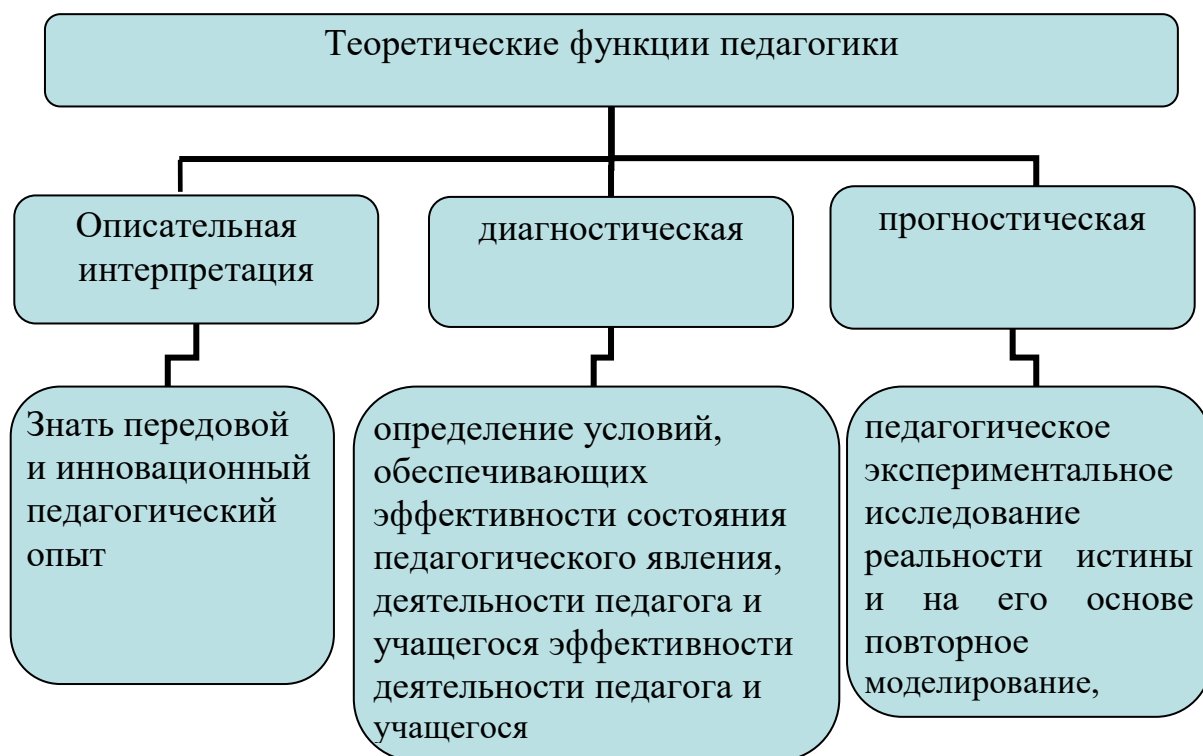 Теоретические функции педагогики
Описательная
интерпретация
диагностическая
прогностическая
Знать передовой
и инновационный
педагогический
опыт
определение условий,
обеспечивающих
эффективности состояния
педагогического явления,
деятельности педагога и
учащегося эффективности
деятельности педагога и
учащегося
педагогическое
экспериментальное
исследование
реальности истины
и на его основе
повторное
моделирование,